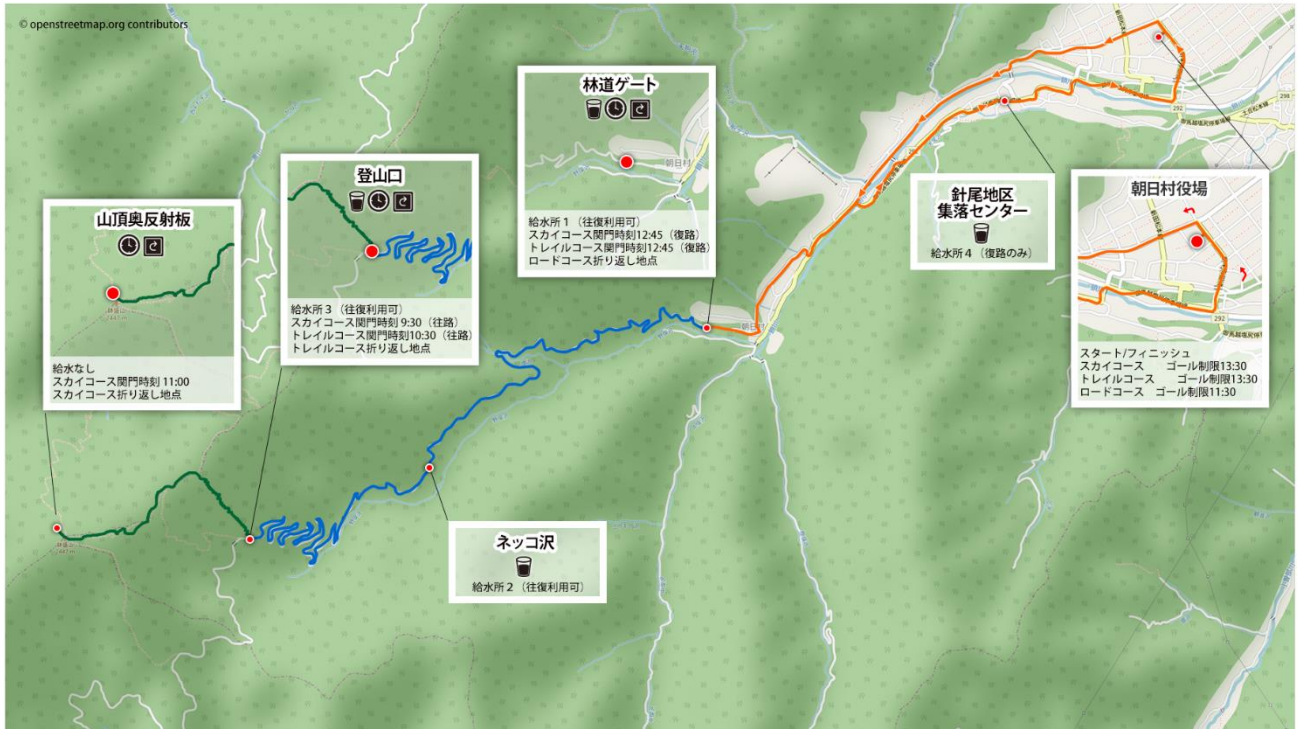 © openstreetmap.org contributors
山頂奥反射板
給水なし
スカイコース関門時刻 11:00
スカイコース折り返し地点
登山口
給水所3（往復利用可）
スカイコース関門時刻 9:30（往路）
トレイルコース関門時刻10:30（往路）
トレイルコース折り返し地点
林道ゲート
朝日村
給水所1（往復利用可）
スカイコース関門時刻12:45（復路）
トレイルコース関門時刻12:45（復路）
ロードコース折り返し地点
針尾地区
集落センター
給水所4（復路のみ）
朝日村役場
292
スタート/フィニッシュ
スカイコース ゴール制限13:30
トレイルコース ゴール制限13:30
ロードコース ゴール制限11:30
ネッコ沢
給水所2（往復利用可）
朝日村
292
298